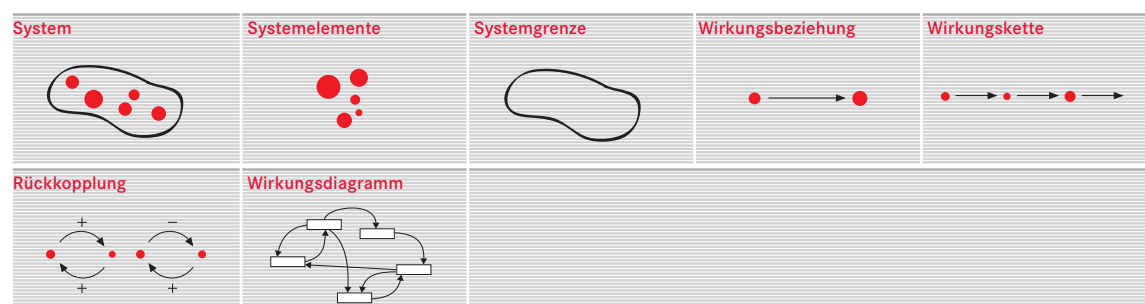 System
Systemelemente
Systemgrenze
Wirkungsbeziehung
Wirkungskette
Rückkopplung
Wirkungsdiagramm
+
−
+
+